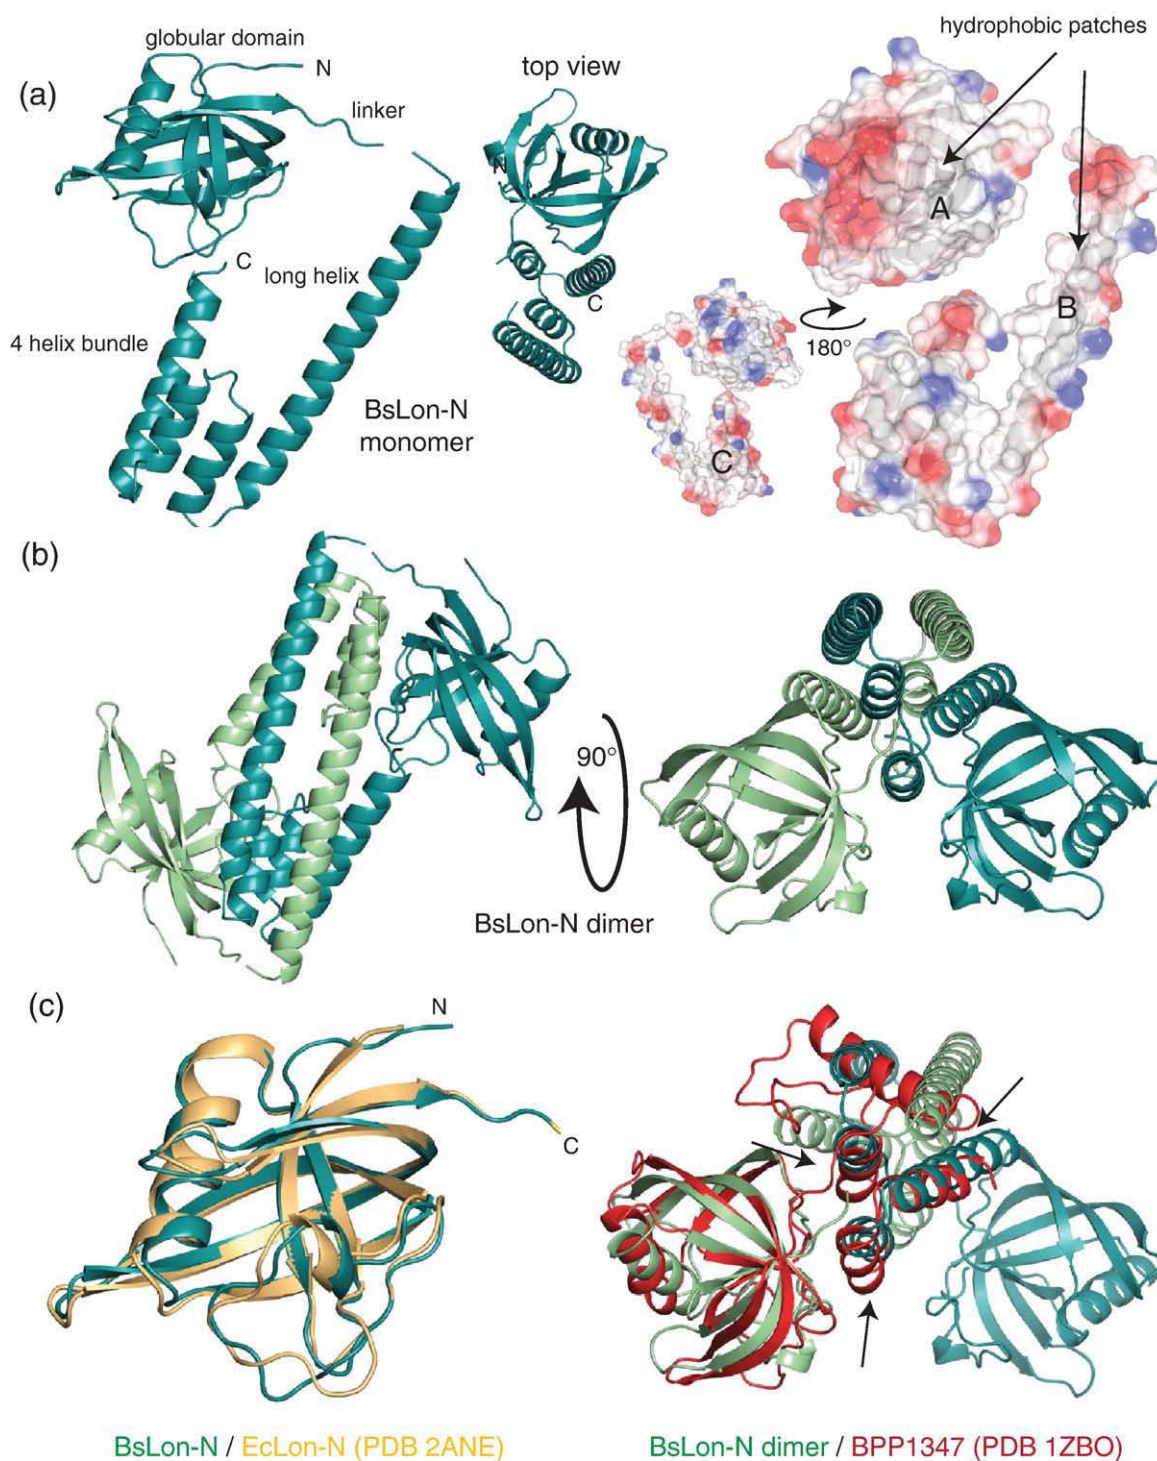 (a)
globular domain
N
linker
C
long helix
4 helix bundle
BsLon-N
monomer
top view
N
C
hydrophobic patches
A
B
C
180°
(b)
90°
BsLon-N dimer
(c)
N
C
BsLon-N / EcLon-N (PDB 2ANE)
BsLon-N dimer / BPP1347 (PDB 1ZBO)